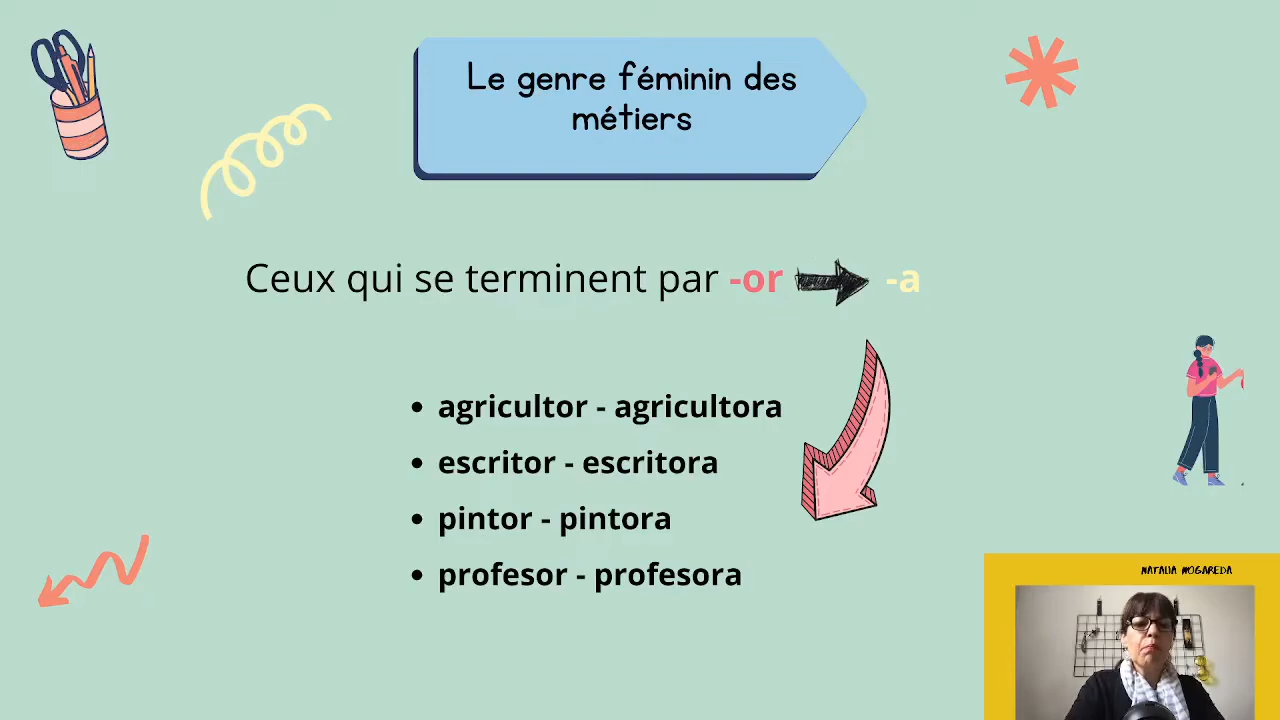 Le genre féminin des
métiers
Ceux qui se terminent par -or -a
agricultor - agricultora
escritor - escritora
pintor - pintora
profesor - profesora
NATALIA NOGAREDA